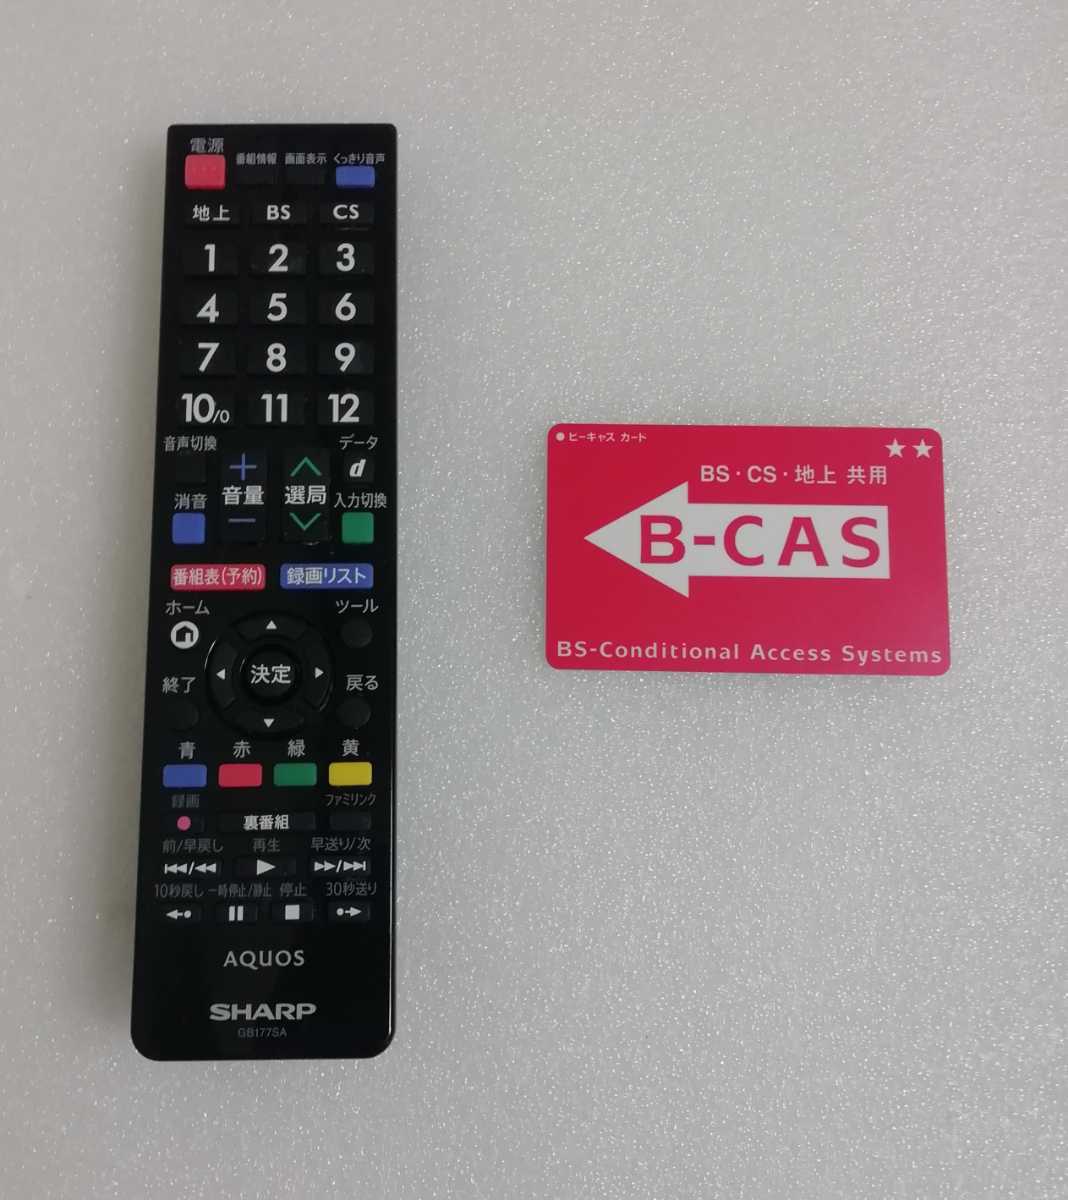 電源
番組情報 画面表示 くっきり音声
地上 BS CS
1 2 3
4 5 6
7 8 9
10/0 11 12
音声切換 データ
+ d
音量 選局
消音 入力切換
番組表(予約) 録画リスト
ホーム ツール
決定
終了 戻る
青 赤 緑 黄
録画 ファミリンク
裏番組
前/早戻し 再生 早送り/次
10秒戻し 一時停止/静止 停止 30秒送り
AQUOS
SHARP
GB177SA
ビーキャス カード
BS・CS・地上 共用
B-CAS
BS-Conditional Access Systems